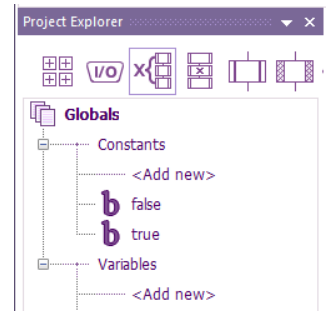 Project Explorer
I/O
x
x
Globals
Constants
<Add new>
b false
b true
Variables
<Add new>